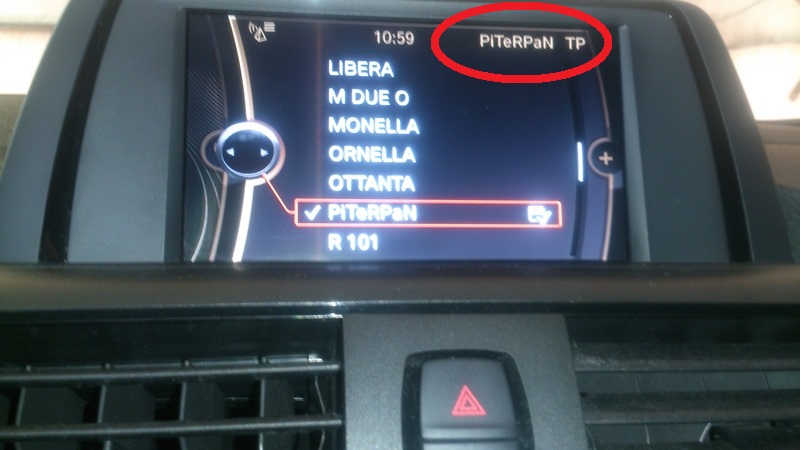 10:59 PiTeRPaN TP
LIBERA
M DUE O
MONELLA
ORNELLA
OTTANTA
PiTeRPaN
R 101